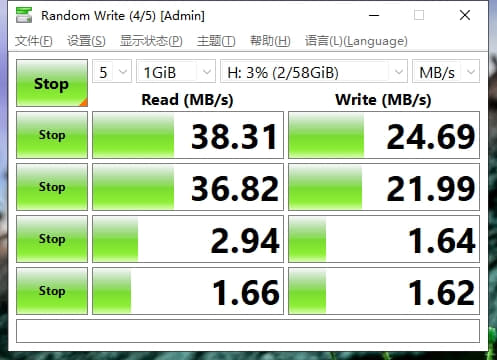 Random Write (4/5) [Admin]
文件(F) 设置(S) 显示状态(P) 主题(T) 帮助(H) 语言(L)(Language)
Stop 5 1GiB H: 3% (2/58GiB) MB/s
Read (MB/s) Write (MB/s)
Stop 38.31 24.69
Stop 36.82 21.99
Stop 2.94 1.64
Stop 1.66 1.62